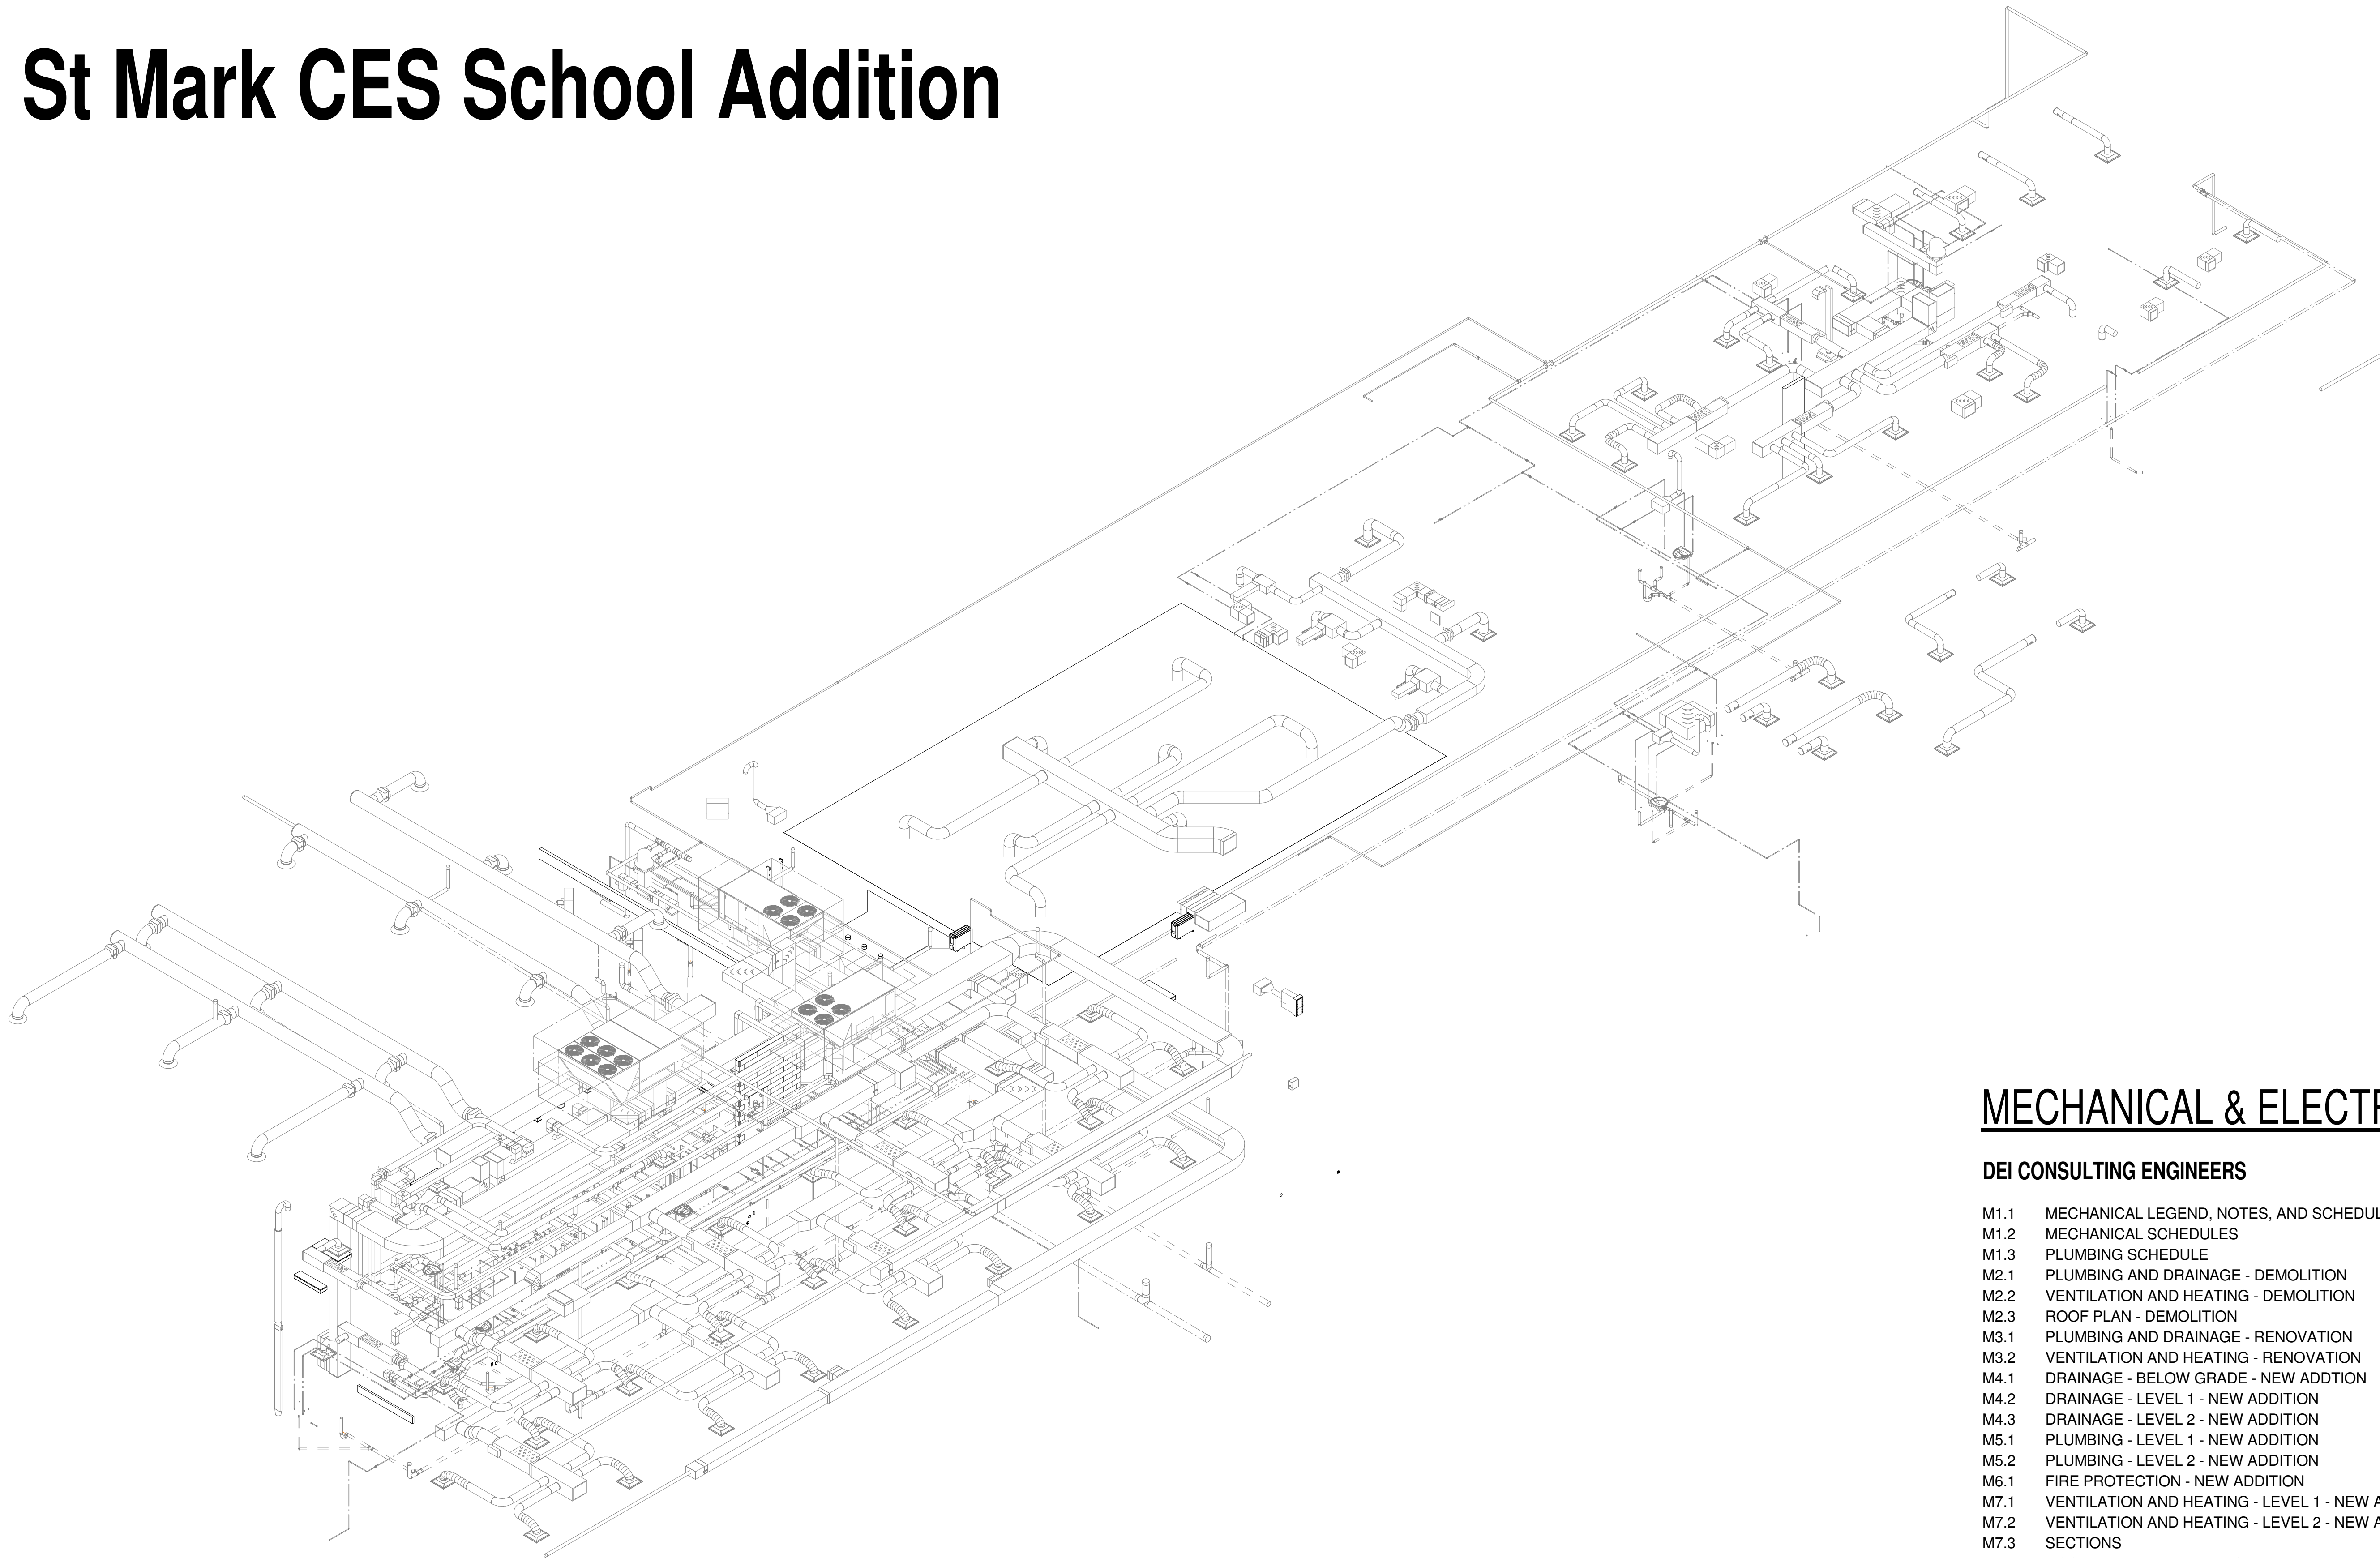 St Mark CES School Addition
MECHANICAL & ELECTR
DEI CONSULTING ENGINEERS
M1.1 MECHANICAL LEGEND, NOTES, AND SCHEDUL
M1.2 MECHANICAL SCHEDULES
M1.3 PLUMBING SCHEDULE
M2.1 PLUMBING AND DRAINAGE - DEMOLITION
M2.2 VENTILATION AND HEATING - DEMOLITION
M2.3 ROOF PLAN - DEMOLITION
M3.1 PLUMBING AND DRAINAGE - RENOVATION
M3.2 VENTILATION AND HEATING - RENOVATION
M4.1 DRAINAGE - BELOW GRADE - NEW ADDTION
M4.2 DRAINAGE - LEVEL 1 - NEW ADDITION
M4.3 DRAINAGE - LEVEL 2 - NEW ADDITION
M5.1 PLUMBING - LEVEL 1 - NEW ADDITION
M5.2 PLUMBING - LEVEL 2 - NEW ADDITION
M6.1 FIRE PROTECTION - NEW ADDITION
M7.1 VENTILATION AND HEATING - LEVEL 1 - NEW A
M7.2 VENTILATION AND HEATING - LEVEL 2 - NEW A
M7.3 SECTIONS